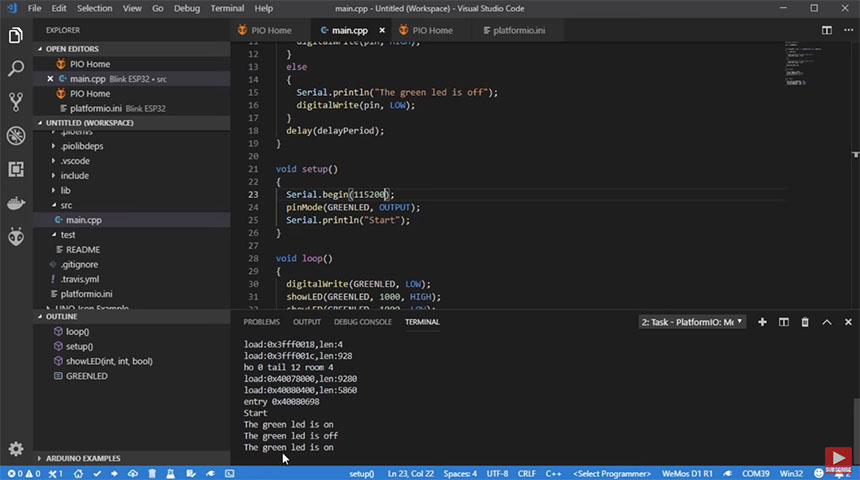 File Edit Selection View Go Debug Terminal Help
main.cpp - Untitled (Workspace) - Visual Studio Code
EXPLORER
PIO Home
main.cpp
PIO Home
platformio.ini
OPEN EDITORS
PIO Home
main.cpp Blink ESP32 • src
PIO Home
platformio.ini Blink ESP32
UNTITLED (WORKSPACE)
.pioenvs
.piolibdeps
.vscode
include
lib
src
main.cpp
test
README
.gitignore
.travis.yml
platformio.ini
UNO Icon Example
OUTLINE
loop()
setup()
showLED(int, int, bool)
GREENLED
ARDUINO EXAMPLES
11 digitalWrite(pin, HIGH);
12 }
13 else
14 {
15 Serial.println("The green led is off");
16 digitalWrite(pin, LOW);
17 }
18 delay(delayPeriod);
19 }
20
21 void setup()
22 {
23 Serial.begin(115200);
24 pinMode(GREENLED, OUTPUT);
25 Serial.println("Start");
26 }
27
28 void loop()
29 {
30 digitalWrite(GREENLED, LOW);
31 showLED(GREENLED, 1000, HIGH);
showLED(GREENLED, 1000, LOW);
PROBLEMS OUTPUT DEBUG CONSOLE TERMINAL
2: Task - PlatformIO: Mo
load:0x3fff0018,len:4
load:0x3fff001c,len:928
ho 0 tail 12 room 4
load:0x40078000,len:9280
load:0x40080400,len:5860
entry 0x40080698
Start
The green led is on
The green led is off
The green led is on
SUBSCRIBE
0 0 1 setup() Ln 23, Col 22 Spaces: 4 UTF-8 CRLF C++ <Select Programmer> WeMos D1 R1 COM39 Win32 2